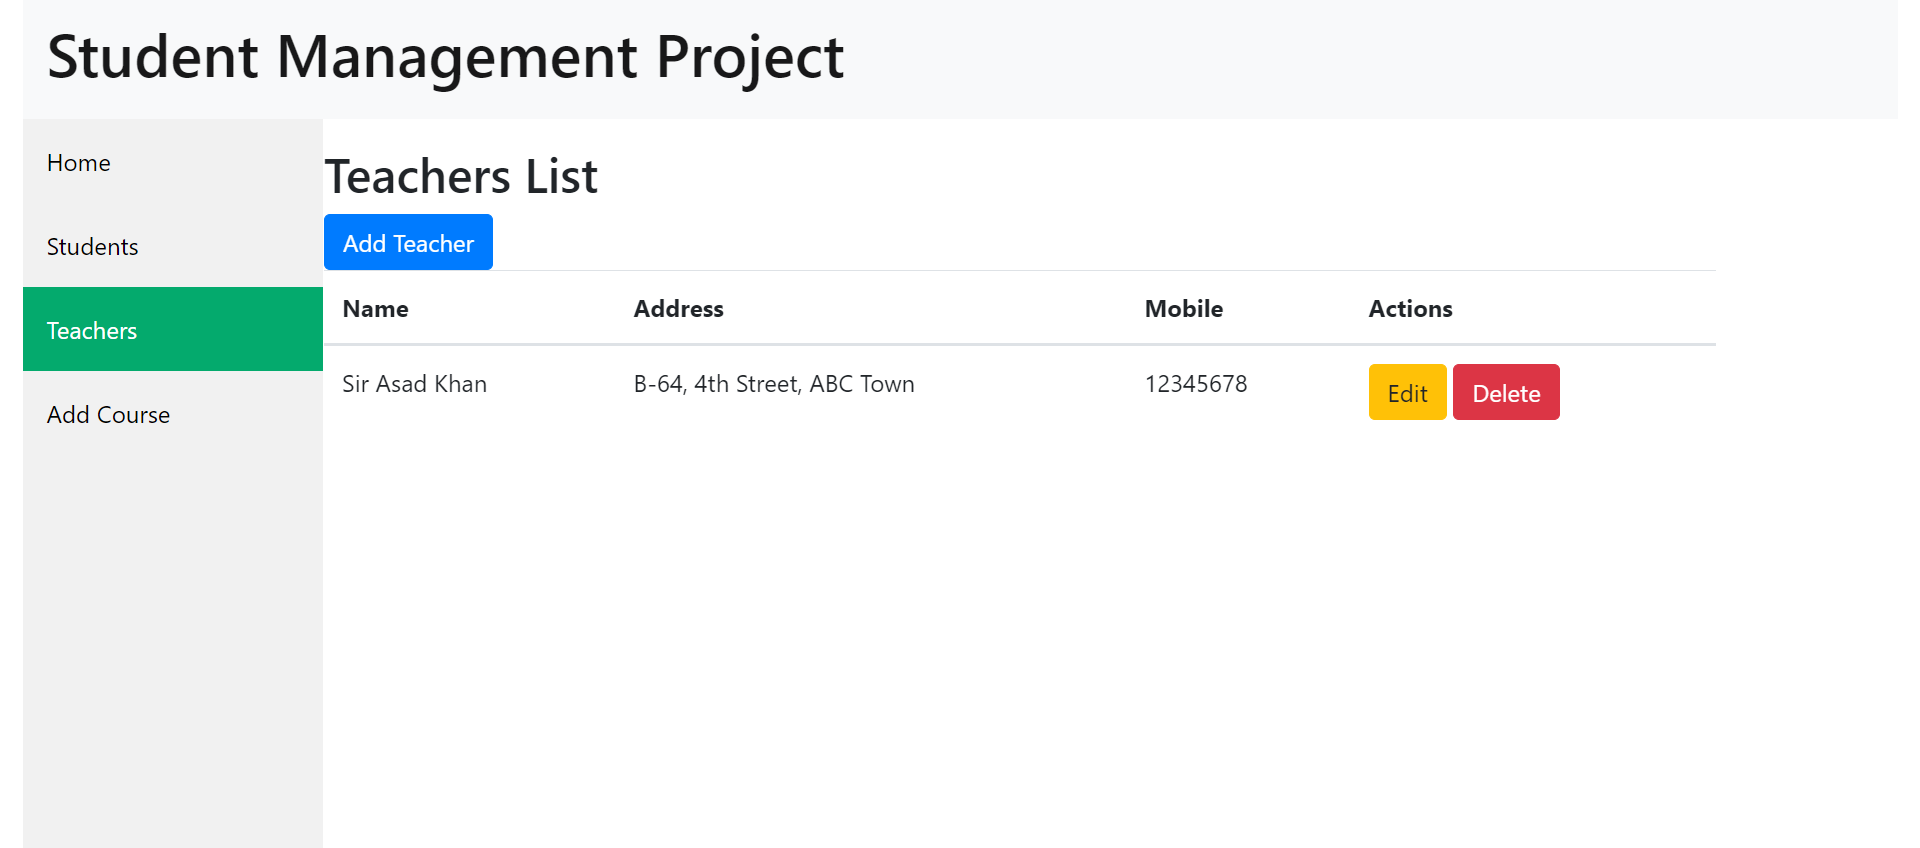 Student Management Project
Home
Students
Teachers
Add Course
Teachers List
Add Teacher
Name Address Mobile Actions
Sir Asad Khan B-64, 4th Street, ABC Town 12345678 Edit Delete